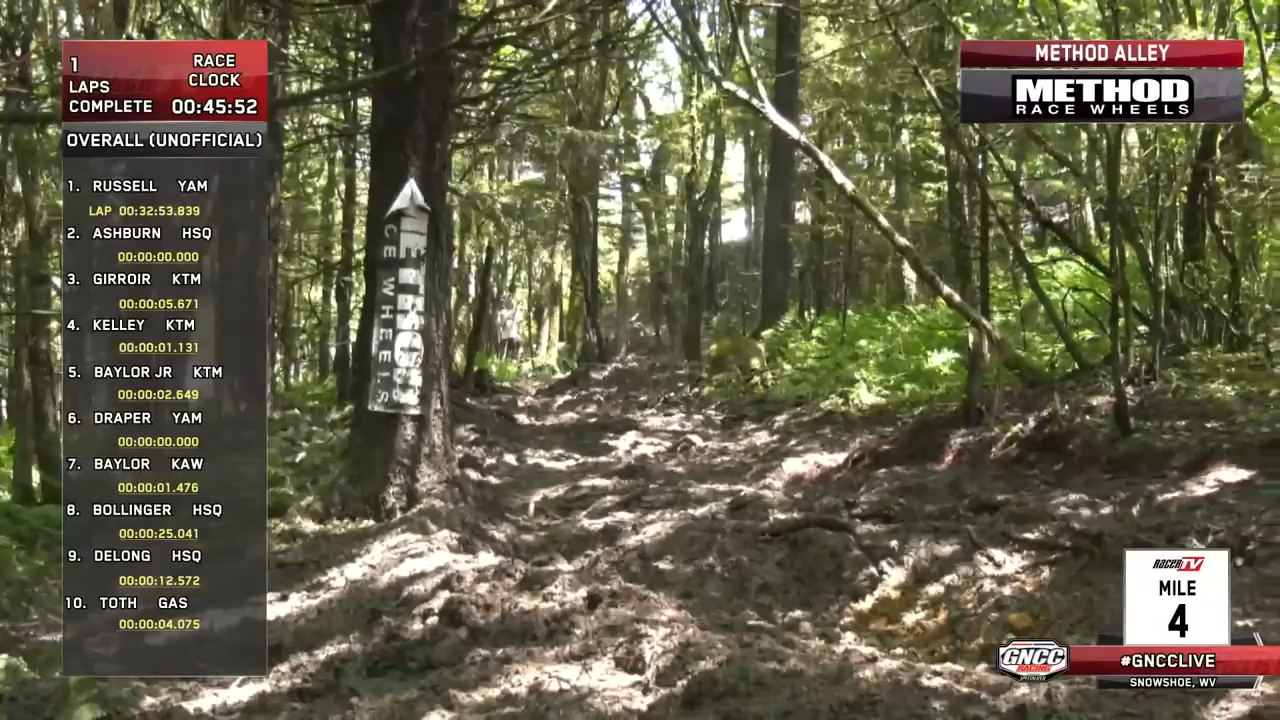 1
LAPS
COMPLETE
RACE
CLOCK
00:45:52
OVERALL (UNOFFICIAL)
1. RUSSELL YAM
LAP 00:32:53.839
2. ASHBURN HSQ
00:00:00.000
3. GIRROIR KTM
00:00:05.671
4. KELLEY KTM
00:00:01.131
5. BAYLOR JR KTM
00:00:02.649
6. DRAPER YAM
00:00:00.000
7. BAYLOR KAW
00:00:01.476
8. BOLLINGER HSQ
00:00:25.041
9. DELONG HSQ
00:00:12.572
10. TOTH GAS
00:00:04.075
METHOD ALLEY
METHOD
RACE WHEELS
WHEELS
RACER TV
MILE
4
GNCC
RACING
#GNCCLIVE
SNOWSHOE, WV